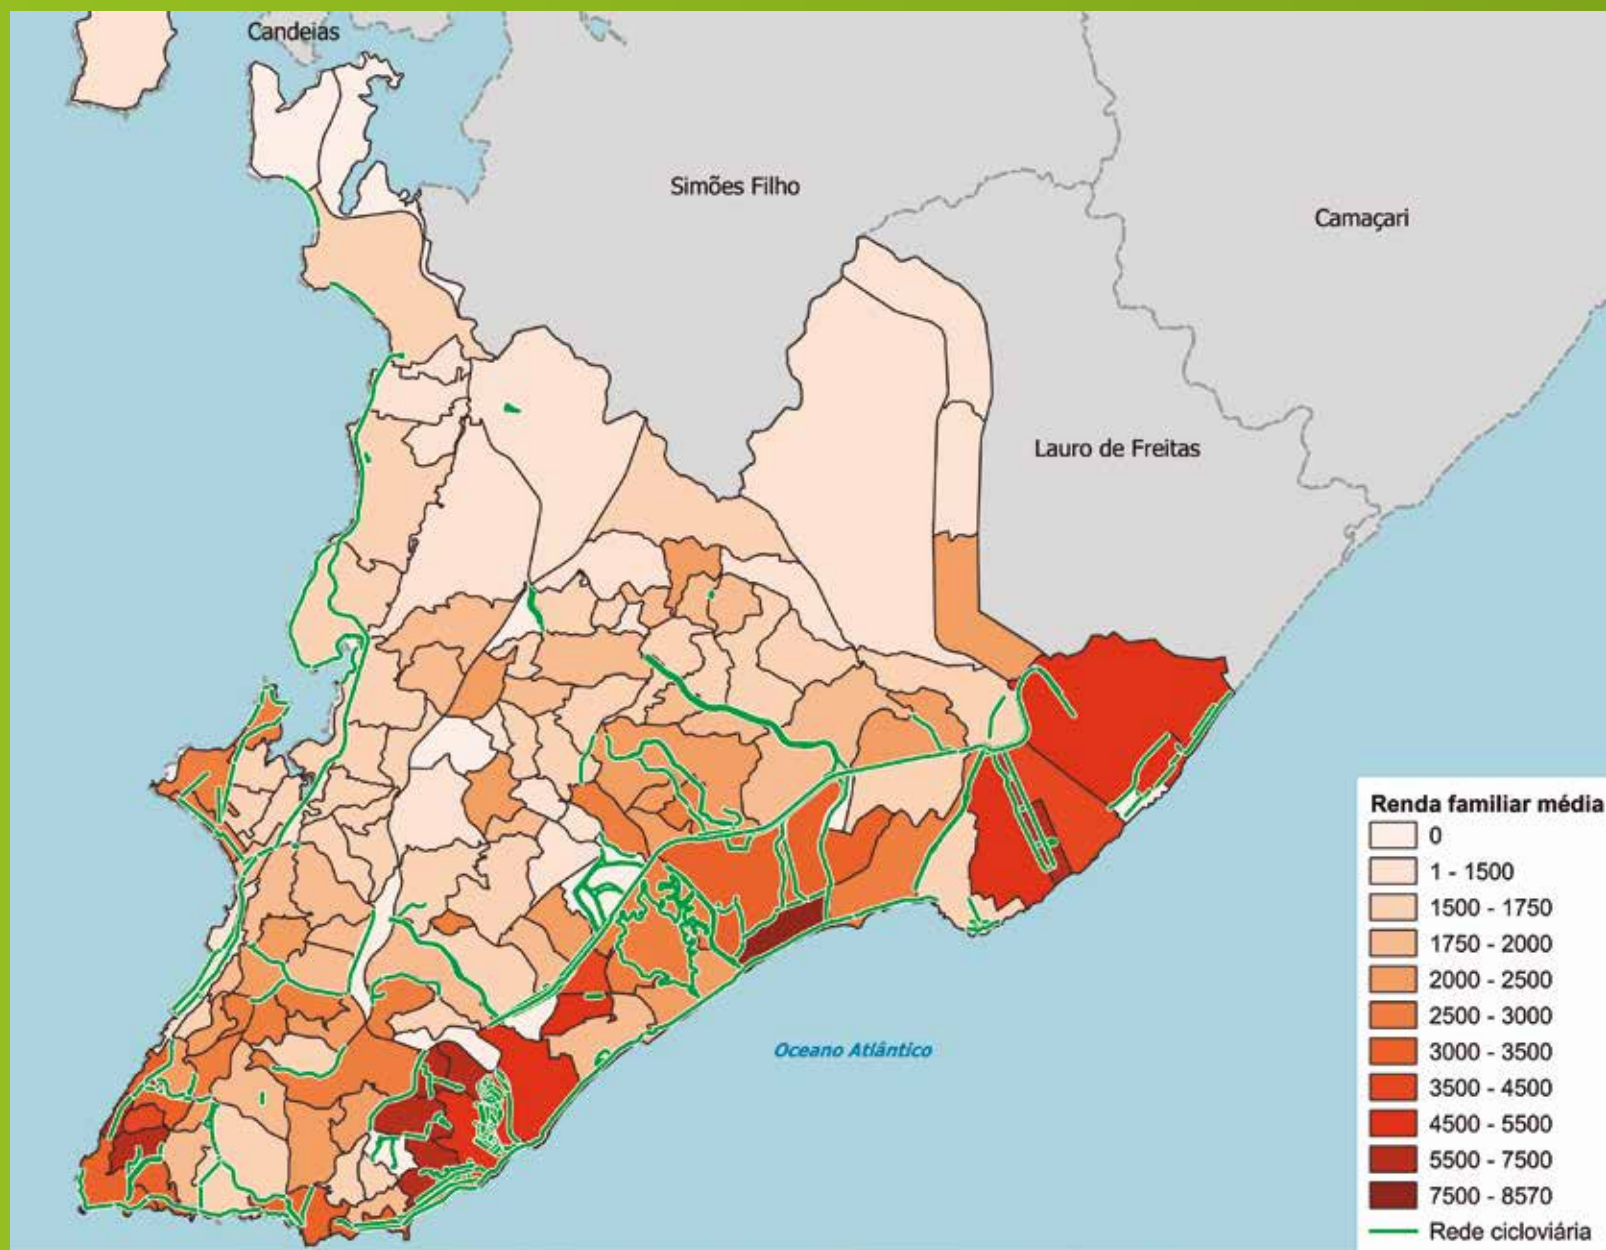 Candeias
Simões Filho
Camaçari
Lauro de Freitas
Oceano Atlântico
Renda familiar média
0
1 - 1500
1500 - 1750
1750 - 2000
2000 - 2500
2500 - 3000
3000 - 3500
3500 - 4500
4500 - 5500
5500 - 7500
7500 - 8570
Rede cicloviária